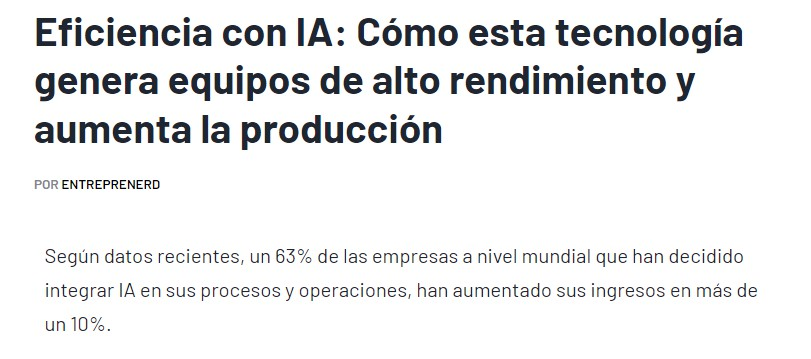 Eficiencia con IA: Cómo esta tecnología
genera equipos de alto rendimiento y
aumenta la producción
POR ENTREPRENERD
Según datos recientes, un 63% de las empresas a nivel mundial que han decidido
integrar IA en sus procesos y operaciones, han aumentado sus ingresos en más de
un 10%.